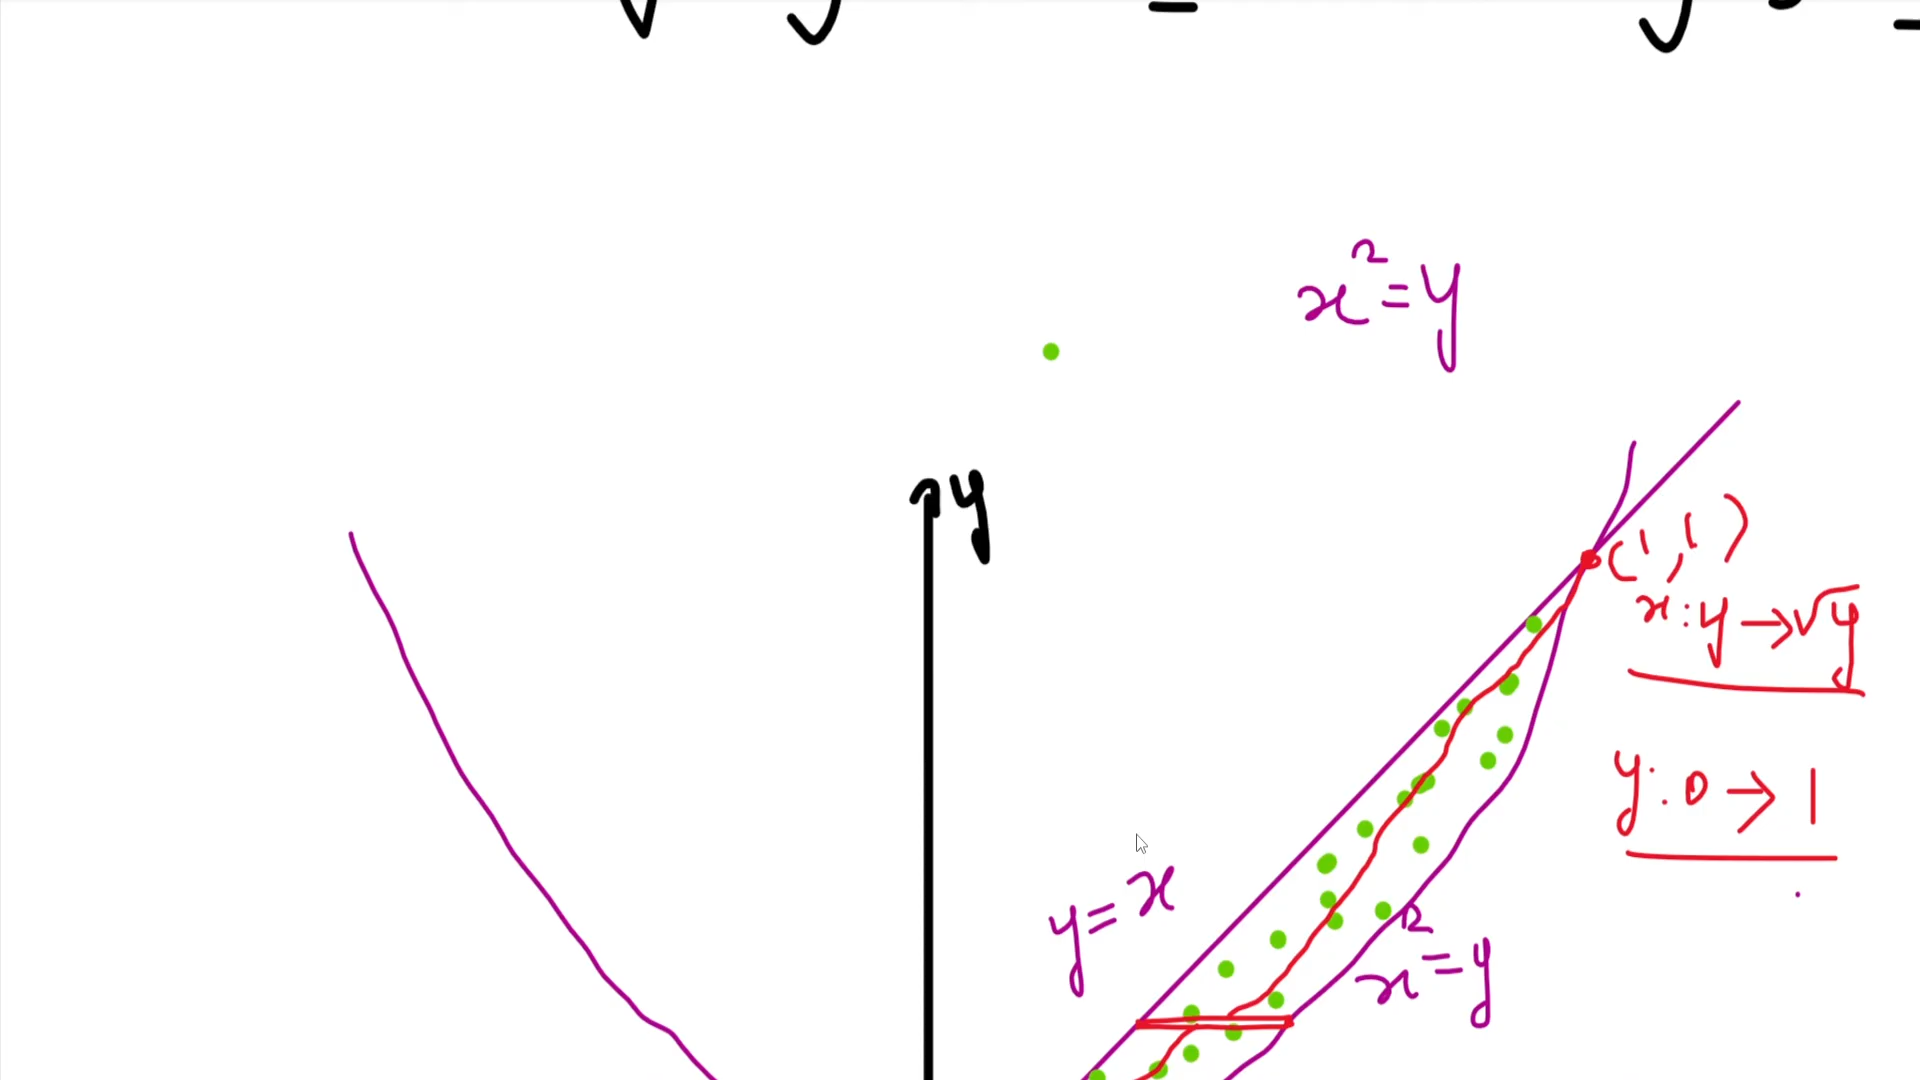 x²=y
y
(1,1)
x:y→√y
y:0→1
y=x
x²=y